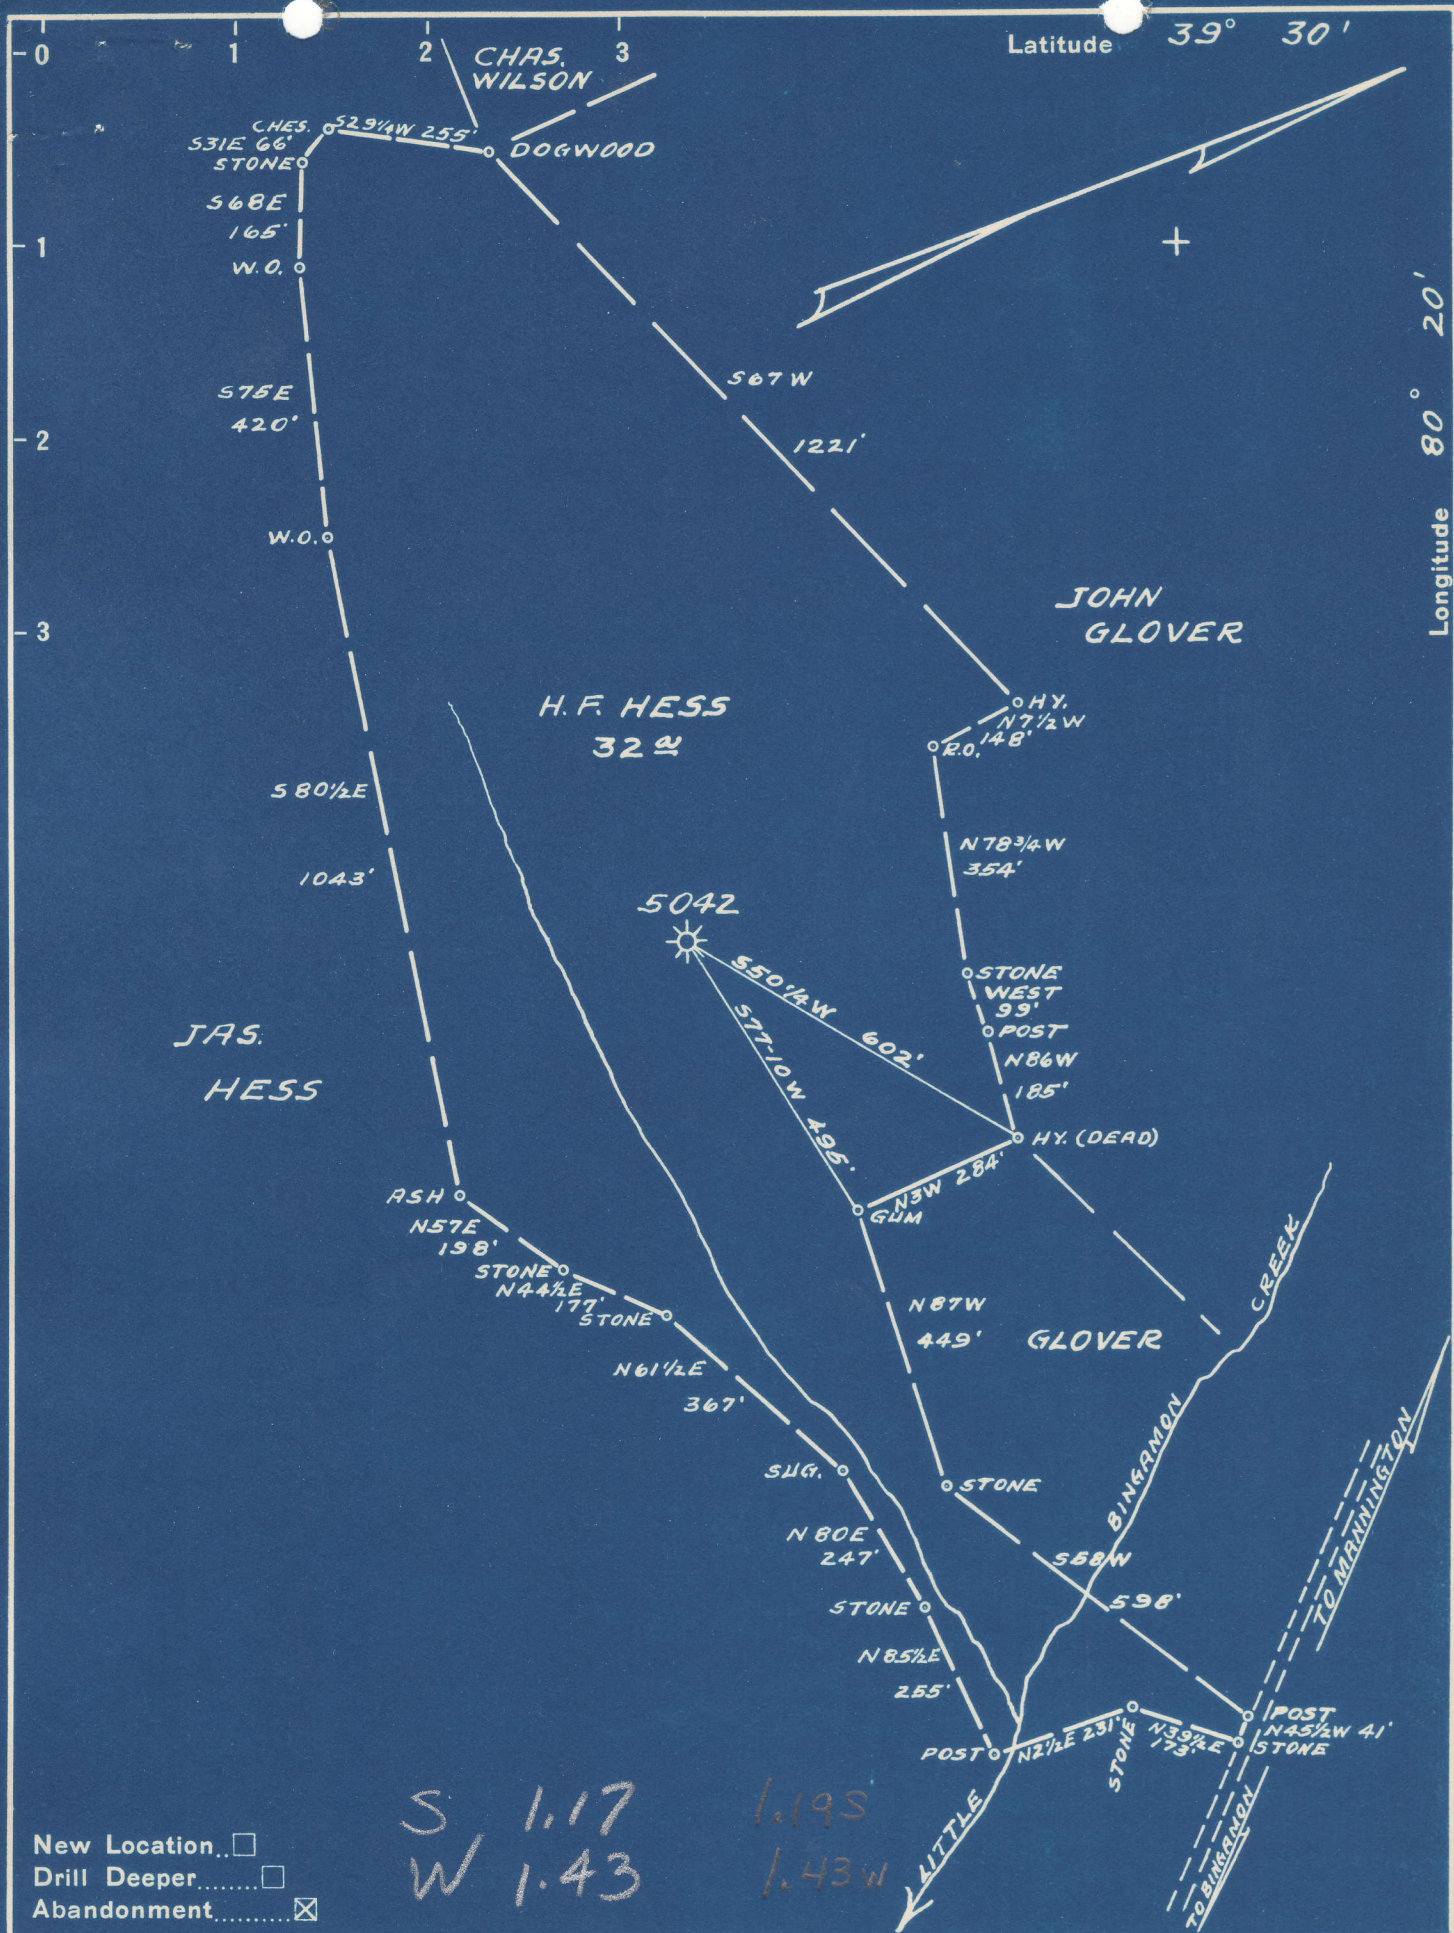 0 1 2 3
Latitude 39° 30'
Longitude 80° 20'
1
2
3
CHAS.
WILSON
CHES.
S29¼W 255'
S31E 66'
STONE
DOGWOOD
S68E
165'
W.O.
S75E
420'
W.O.
S67W
1221'
JOHN
GLOVER
H.F. HESS
32 a
HY.
N7½W
148'
R.O.
S80½E
1043'
N78¾W
354'
5042
STONE
WEST
99'
POST
S50¼W 602'
S77-10W 495'
N86W
185'
HY. (DEAD)
JAS.
HESS
N3W 284'
GUM
ASH
N57E
198'
STONE
N44½E
177'
STONE
N87W
449'
GLOVER
N61½E
367'
SUG.
STONE
N80E
247'
STONE
S58W
598'
N85½E
255'
POST
N2½E 231'
STONE
N39½E
173'
POST
N45½W 41'
STONE
LITTLE BINGAMON CREEK
TO MANNINGTON
TO BINGAMON
S 1.17
W 1.43
1.19S
1.43W
New Location.. ☐
Drill Deeper........ ☐
Abandonment.......... ☒